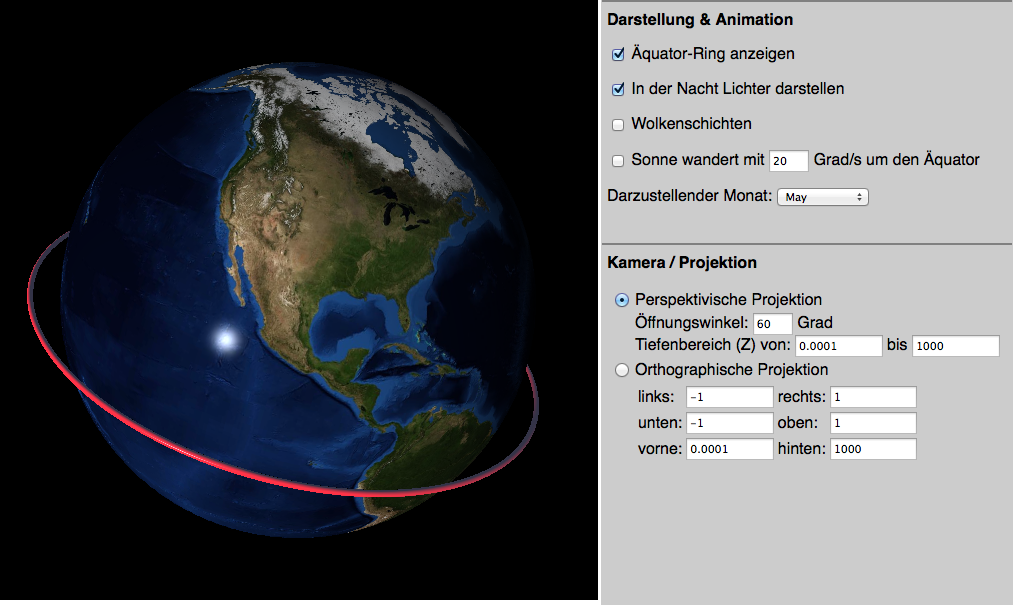 Darstellung & Animation
Äquator-Ring anzeigen
In der Nacht Lichter darstellen
Wolkenschichten
Sonne wandert mit 20 Grad/s um den Äquator
Darzustellender Monat: May
Kamera / Projektion
Perspektivische Projektion
Öffnungswinkel: 60 Grad
Tiefenbereich (Z) von: 0.0001 bis 1000
Orthographische Projektion
links: -1 rechts: 1
unten: -1 oben: 1
vorne: 0.0001 hinten: 1000